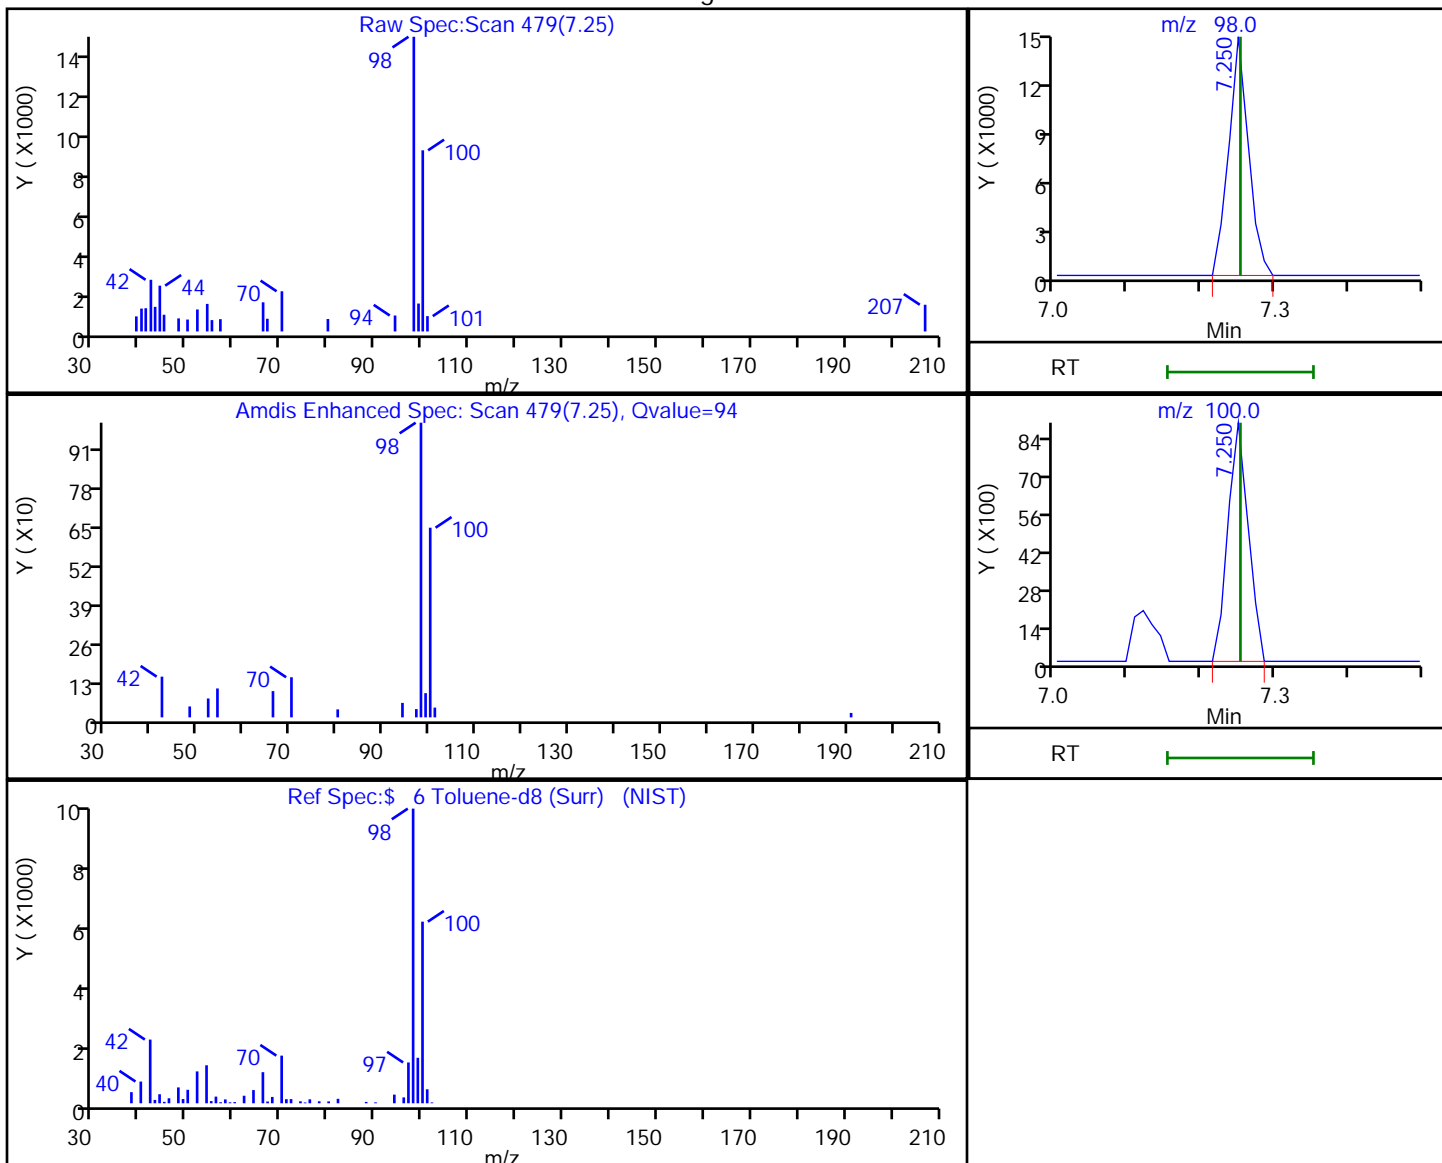 Raw Spec:Scan 479(7.25)
Y ( X1000)
14
12
10
8
6
4
2
0
98
100
42
44
70
94
101
207
30 50 70 90 110 130 150 170 190 210
m/z
m/z 98.0
Y ( X1000)
15
12
9
6
3
0
7.250
7.0 7.3
Min
RT
Amdis Enhanced Spec: Scan 479(7.25), Qvalue=94
Y ( X10)
91
78
65
52
39
26
13
0
98
100
42
70
30 50 70 90 110 130 150 170 190 210
m/z
m/z 100.0
Y ( X100)
84
70
56
42
28
14
0
7.250
7.0 7.3
Min
RT
Ref Spec:$ 6 Toluene-d8 (Surr) (NIST)
Y ( X1000)
10
8
6
4
2
0
98
100
42
40
70
97
30 50 70 90 110 130 150 170 190 210
m/z